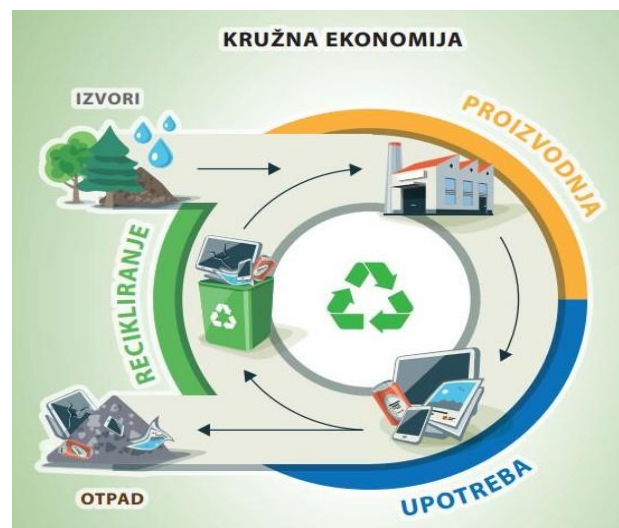 KRUŽNA EKONOMIJA
IZVORI
PROIZVODNJA
RECIKLIRANJE
OTPAD
UPOTREBA